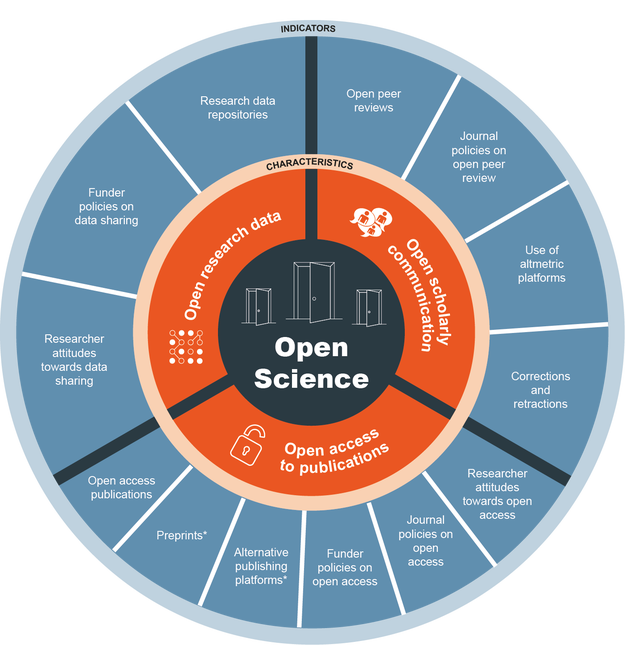 INDICATORS
Research data
repositories
Open peer
reviews
Journal
policies on
open peer
review
Funder
policies on
data sharing
CHARACTERISTICS
Open research data
Open scholarly
communication
Use of
altmetric
platforms
Researcher
attitudes
towards data
sharing
Open
Science
Corrections
and
retractions
Open access
to publications
Open access
publications
Preprints*
Alternative
publishing
platforms*
Funder
policies on
open access
Journal
policies on
open
access
Researcher
attitudes
towards open
access